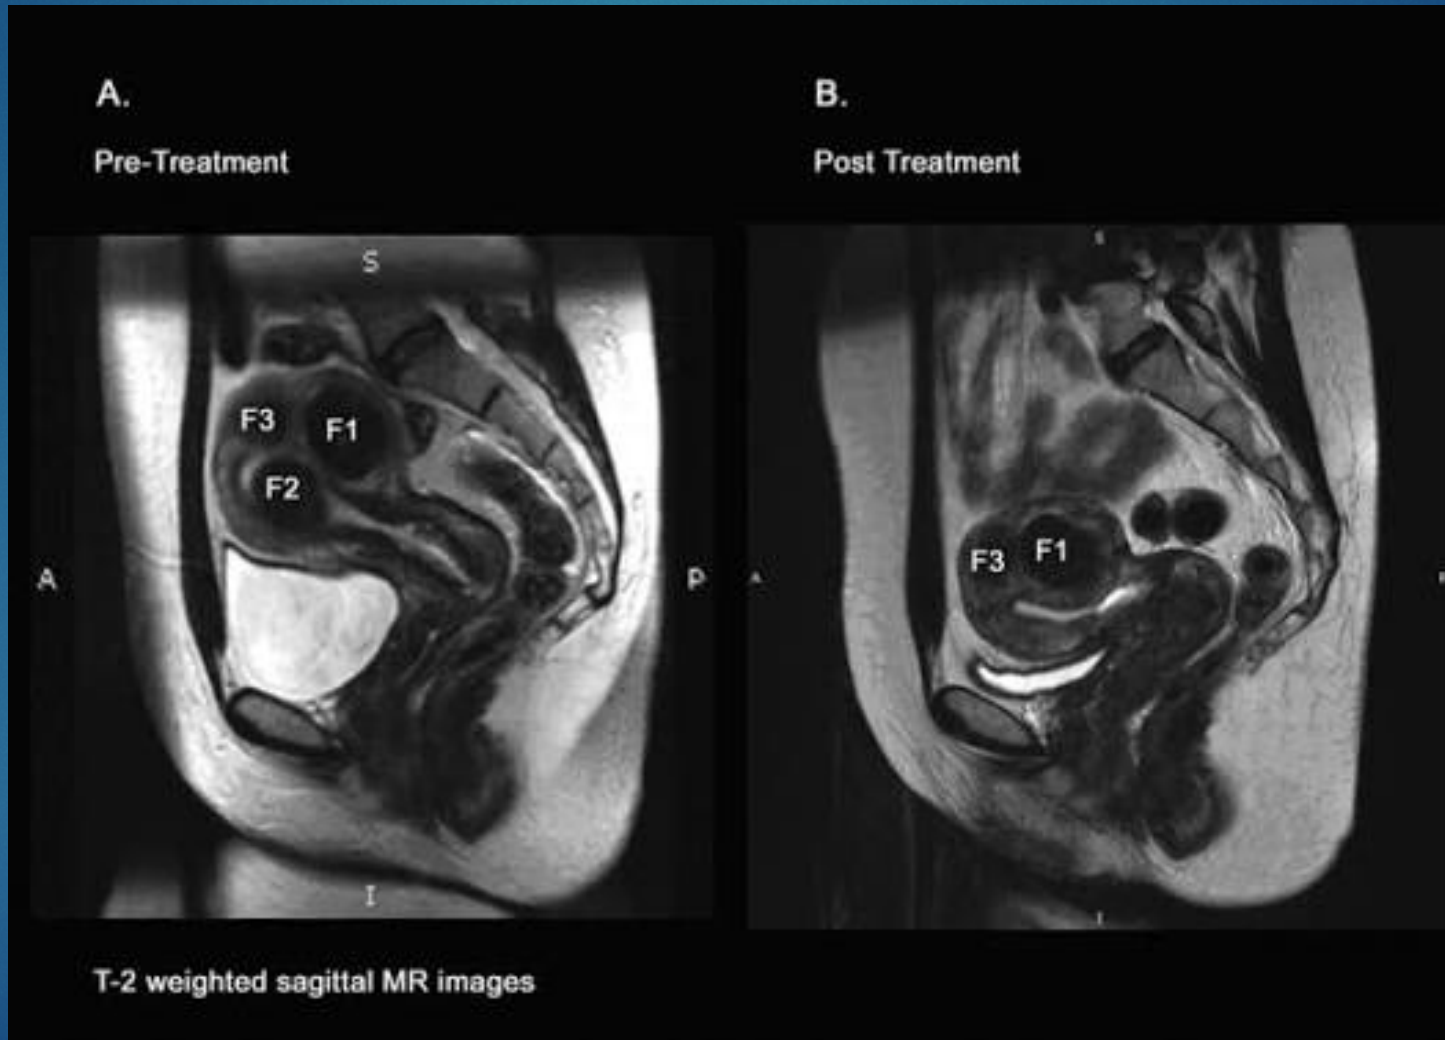 A.
Pre-Treatment
B.
Post Treatment
S
F3
F1
F2
A
P
I
S
F3
F1
A
I
T-2 weighted sagittal MR images